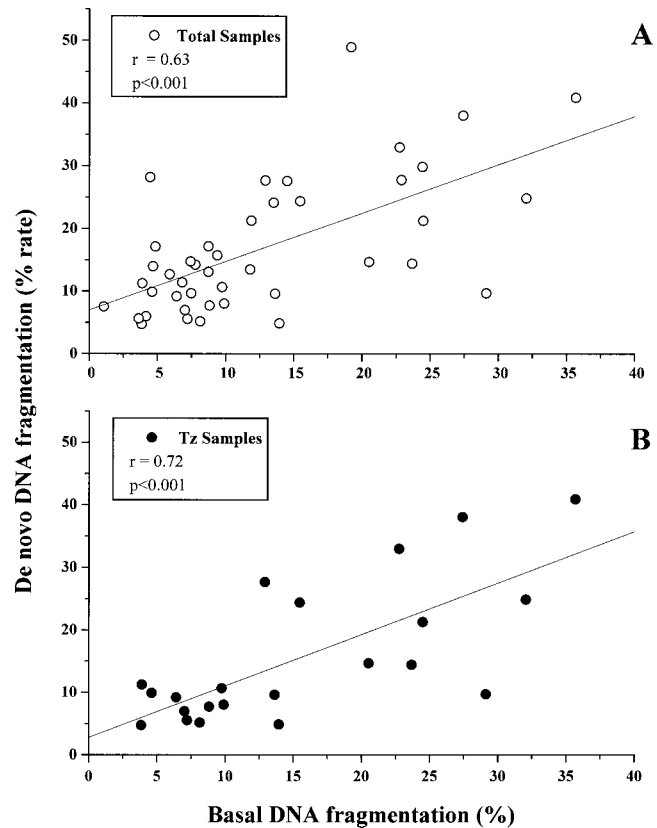 A
Total Samples
r = 0.63
p<0.001
50
40
30
20
10
0
0 5 10 15 20 25 30 35 40
B
Tz Samples
r = 0.72
p<0.001
50
40
30
20
10
0
0 5 10 15 20 25 30 35 40
De novo DNA fragmentation (% rate)
Basal DNA fragmentation (%)